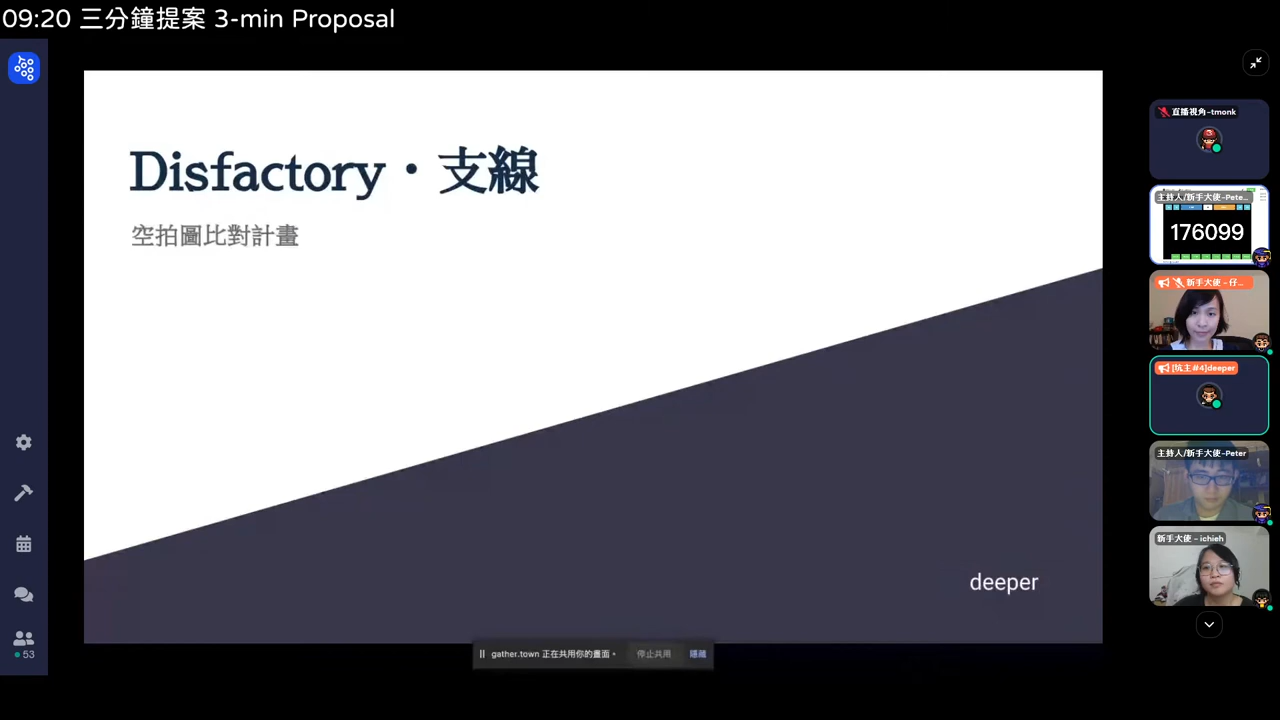 09:20 三分鐘提案 3-min Proposal
Disfactory・支線
空拍圖比對計畫
deeper
gather.town 正在共用你的畫面。
停止共用
隱藏
53
直播視角-tmonk
主持人/新手大使-Pete...
176099
新手大使 - 仔...
[坑主#4]deeper
主持人/新手大使-Peter
新手大使 - ichieh